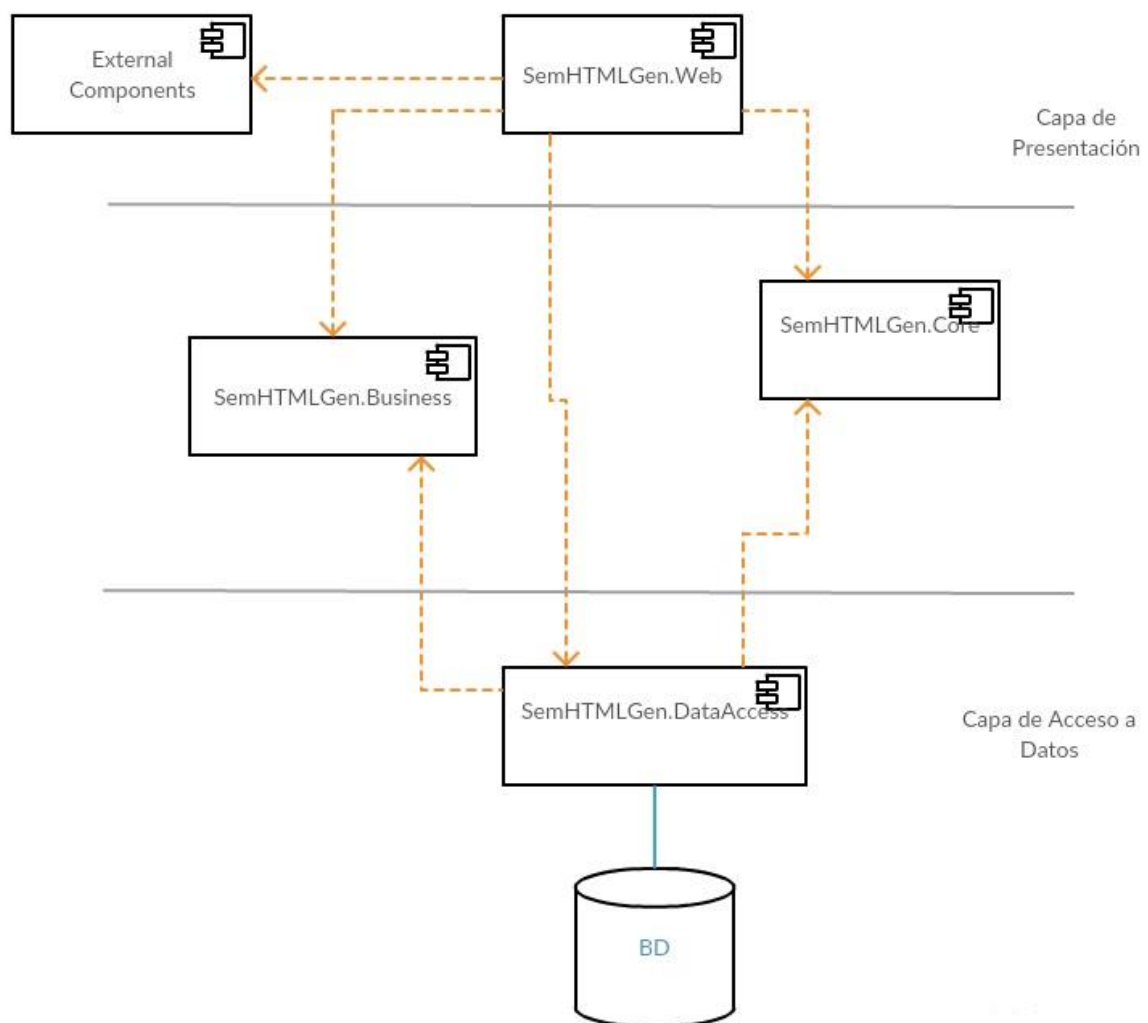 External
Components
SemHTMLGen.Web
Capa de
Presentación
SemHTMLGen.Core
SemHTMLGen.Business
SemHTMLGen.DataAccess
Capa de Acceso a
Datos
BD